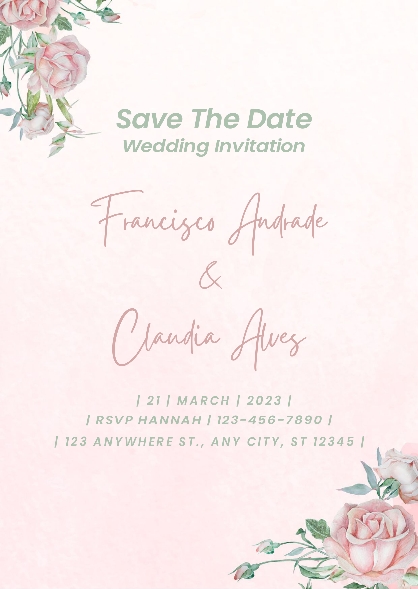 Save The Date
Wedding Invitation
Francisco Andrade
&
Claudia Alves
| 21 | MARCH | 2023 |
| RSVP HANNAH | 123-456-7890 |
| 123 ANYWHERE ST., ANY CITY, ST 12345 |